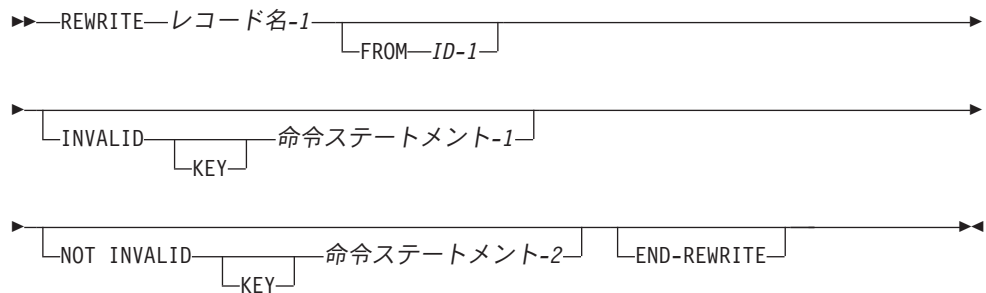 REWRITE レコード名-1
FROM ID-1
INVALID 命令ステートメント-1
KEY
NOT INVALID 命令ステートメント-2 END-REWRITE
KEY